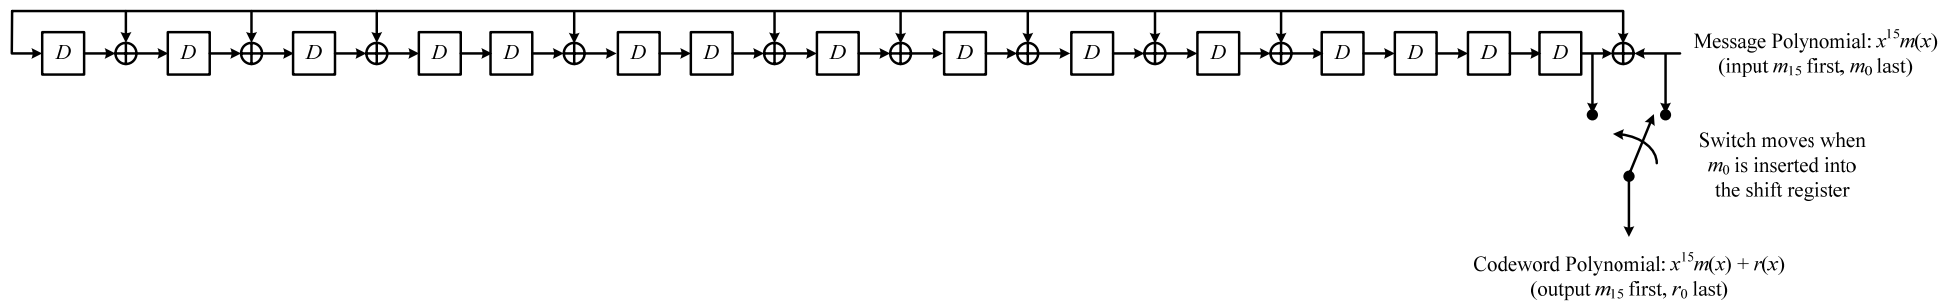 D D D D D D D D D D D D D D D
Message Polynomial: x¹⁵m(x)
(input m₁₅ first, m₀ last)
Switch moves when
m₀ is inserted into
the shift register
Codeword Polynomial: x¹⁵m(x) + r(x)
(output m₁₅ first, r₀ last)